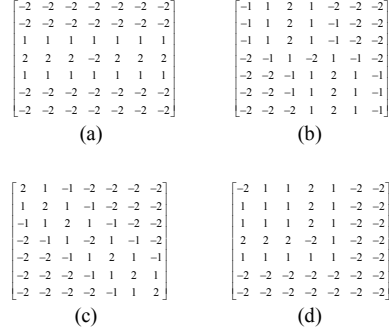 −2 −2 −2 −2 −2 −2 −2
−2 −2 −2 −2 −2 −2 −2
1 1 1 1 1 1 1
2 2 2 −2 2 2 2
1 1 1 1 1 1 1
−2 −2 −2 −2 −2 −2 −2
−2 −2 −2 −2 −2 −2 −2
(a)
−1 1 2 1 −2 −2 −2
−1 1 2 1 −1 −2 −2
−1 1 2 1 −1 −2 −2
−2 −1 1 −2 1 −1 −2
−2 −2 −1 1 2 1 −1
−2 −2 −1 1 2 1 −1
−2 −2 −2 1 2 1 −1
(b)
2 1 −1 −2 −2 −2 −2
1 2 1 −1 −2 −2 −2
−1 1 2 1 −1 −2 −2
−2 −1 1 −2 1 −1 −2
−2 −2 −1 1 2 1 −1
−2 −2 −2 −1 1 2 1
−2 −2 −2 −2 −1 1 2
(c)
−2 1 1 2 1 −2 −2
1 1 1 2 1 −2 −2
1 1 1 2 1 −2 −2
2 2 2 −2 1 −2 −2
1 1 1 1 1 −2 −2
−2 −2 −2 −2 −2 −2 −2
−2 −2 −2 −2 −2 −2 −2
(d)